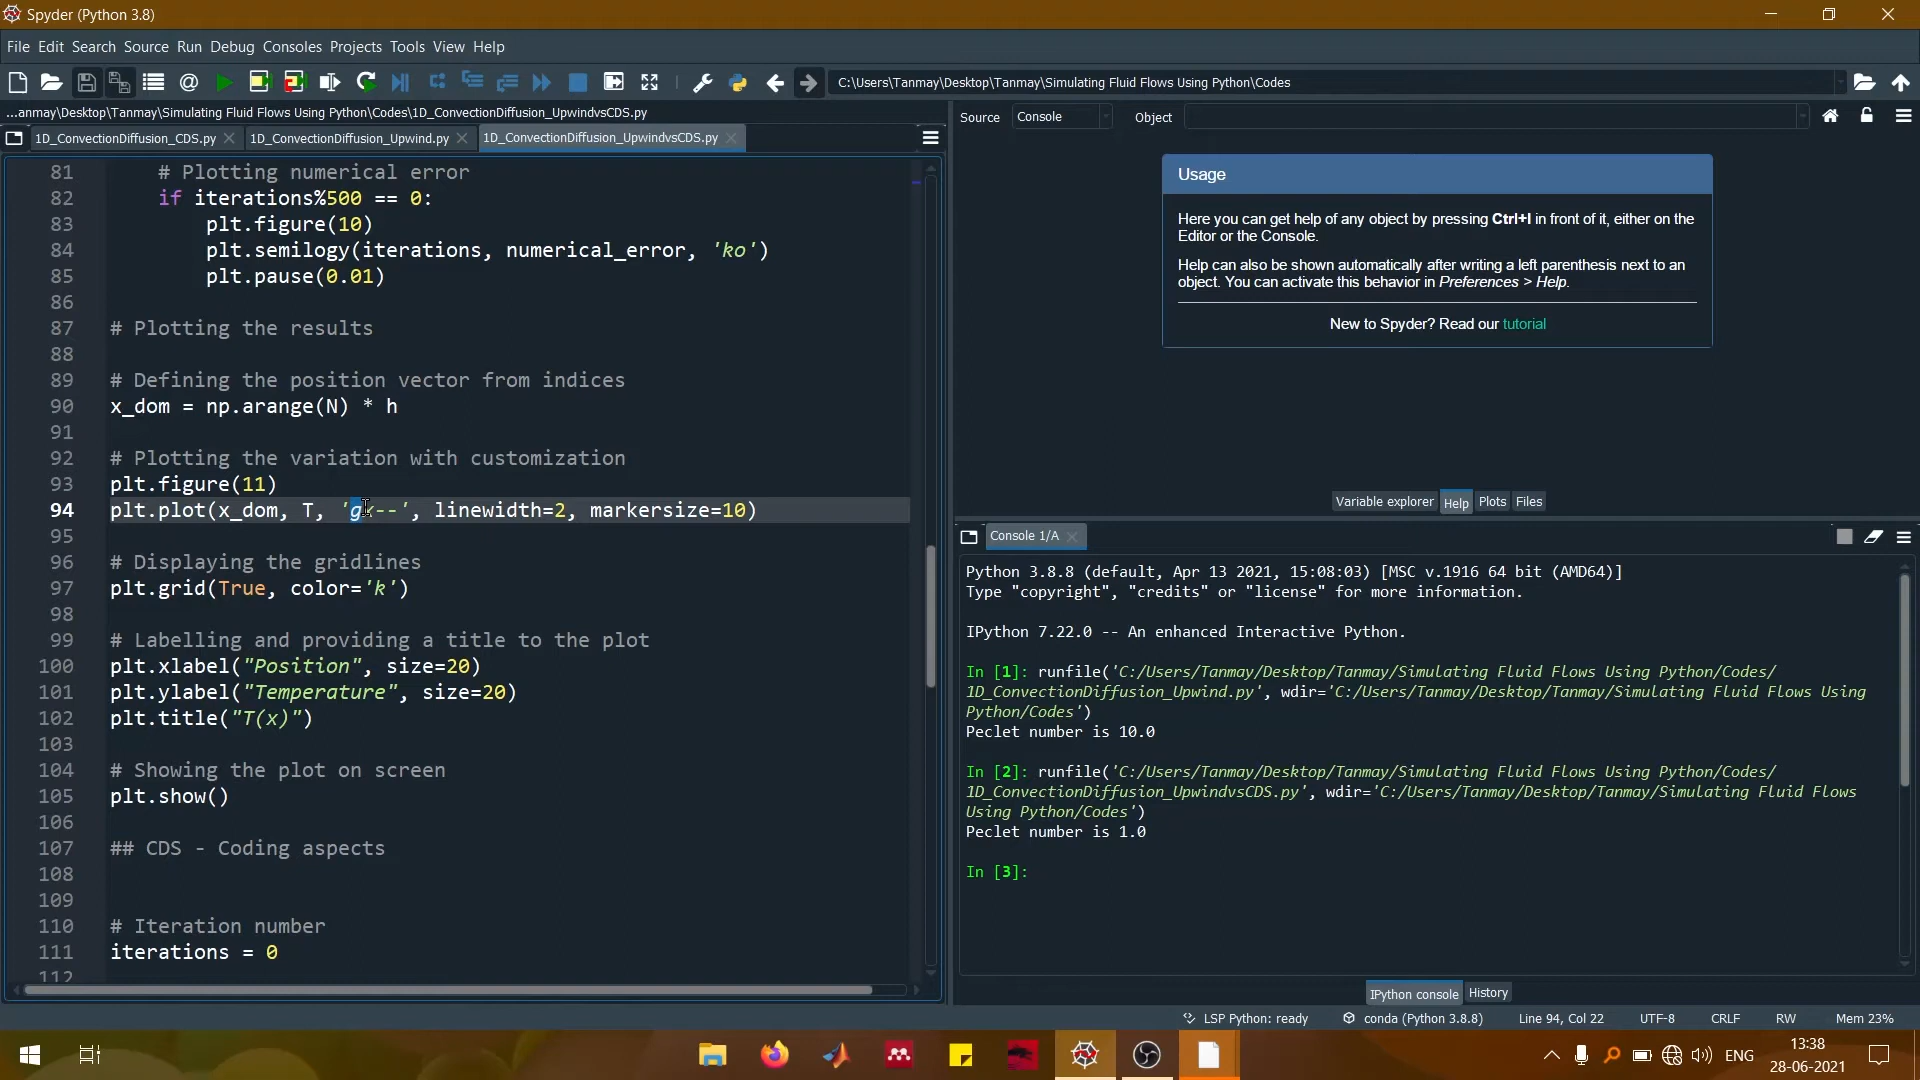 Spyder (Python 3.8)
File Edit Search Source Run Debug Consoles Projects Tools View Help
C:\Users\Tanmay\Desktop\Tanmay\Simulating Fluid Flows Using Python\Codes
...anmay\Desktop\Tanmay\Simulating Fluid Flows Using Python\Codes\1D_ConvectionDiffusion_UpwindvsCDS.py
1D_ConvectionDiffusion_CDS.py 1D_ConvectionDiffusion_Upwind.py 1D_ConvectionDiffusion_UpwindvsCDS.py
81 # Plotting numerical error
82 if iterations%500 == 0:
83 plt.figure(10)
84 plt.semilogy(iterations, numerical_error, 'ko')
85 plt.pause(0.01)
86
87 # Plotting the results
88
89 # Defining the position vector from indices
90 x_dom = np.arange(N) * h
91
92 # Plotting the variation with customization
93 plt.figure(11)
94 plt.plot(x_dom, T, 'gx--', linewidth=2, markersize=10)
95
96 # Displaying the gridlines
97 plt.grid(True, color='k')
98
99 # Labelling and providing a title to the plot
100 plt.xlabel("Position", size=20)
101 plt.ylabel("Temperature", size=20)
102 plt.title("T(x)")
103
104 # Showing the plot on screen
105 plt.show()
106
107 ## CDS - Coding aspects
108
109
110 # Iteration number
111 iterations = 0
112
Source Console Object
Usage
Here you can get help of any object by pressing Ctrl+I in front of it, either on the
Editor or the Console.
Help can also be shown automatically after writing a left parenthesis next to an
object. You can activate this behavior in Preferences > Help.
New to Spyder? Read our tutorial
Variable explorer Help Plots Files
Console 1/A
Python 3.8.8 (default, Apr 13 2021, 15:08:03) [MSC v.1916 64 bit (AMD64)]
Type "copyright", "credits" or "license" for more information.
IPython 7.22.0 -- An enhanced Interactive Python.
In [1]: runfile('C:/Users/Tanmay/Desktop/Tanmay/Simulating Fluid Flows Using Python/Codes/
1D_ConvectionDiffusion_Upwind.py', wdir='C:/Users/Tanmay/Desktop/Tanmay/Simulating Fluid Flows Using
Python/Codes')
Peclet number is 10.0
In [2]: runfile('C:/Users/Tanmay/Desktop/Tanmay/Simulating Fluid Flows Using Python/Codes/
1D_ConvectionDiffusion_UpwindvsCDS.py', wdir='C:/Users/Tanmay/Desktop/Tanmay/Simulating Fluid Flows
Using Python/Codes')
Peclet number is 1.0
In [3]:
IPython console History
LSP Python: ready conda (Python 3.8.8) Line 94, Col 22 UTF-8 CRLF RW Mem 23%
ENG
13:38
28-06-2021